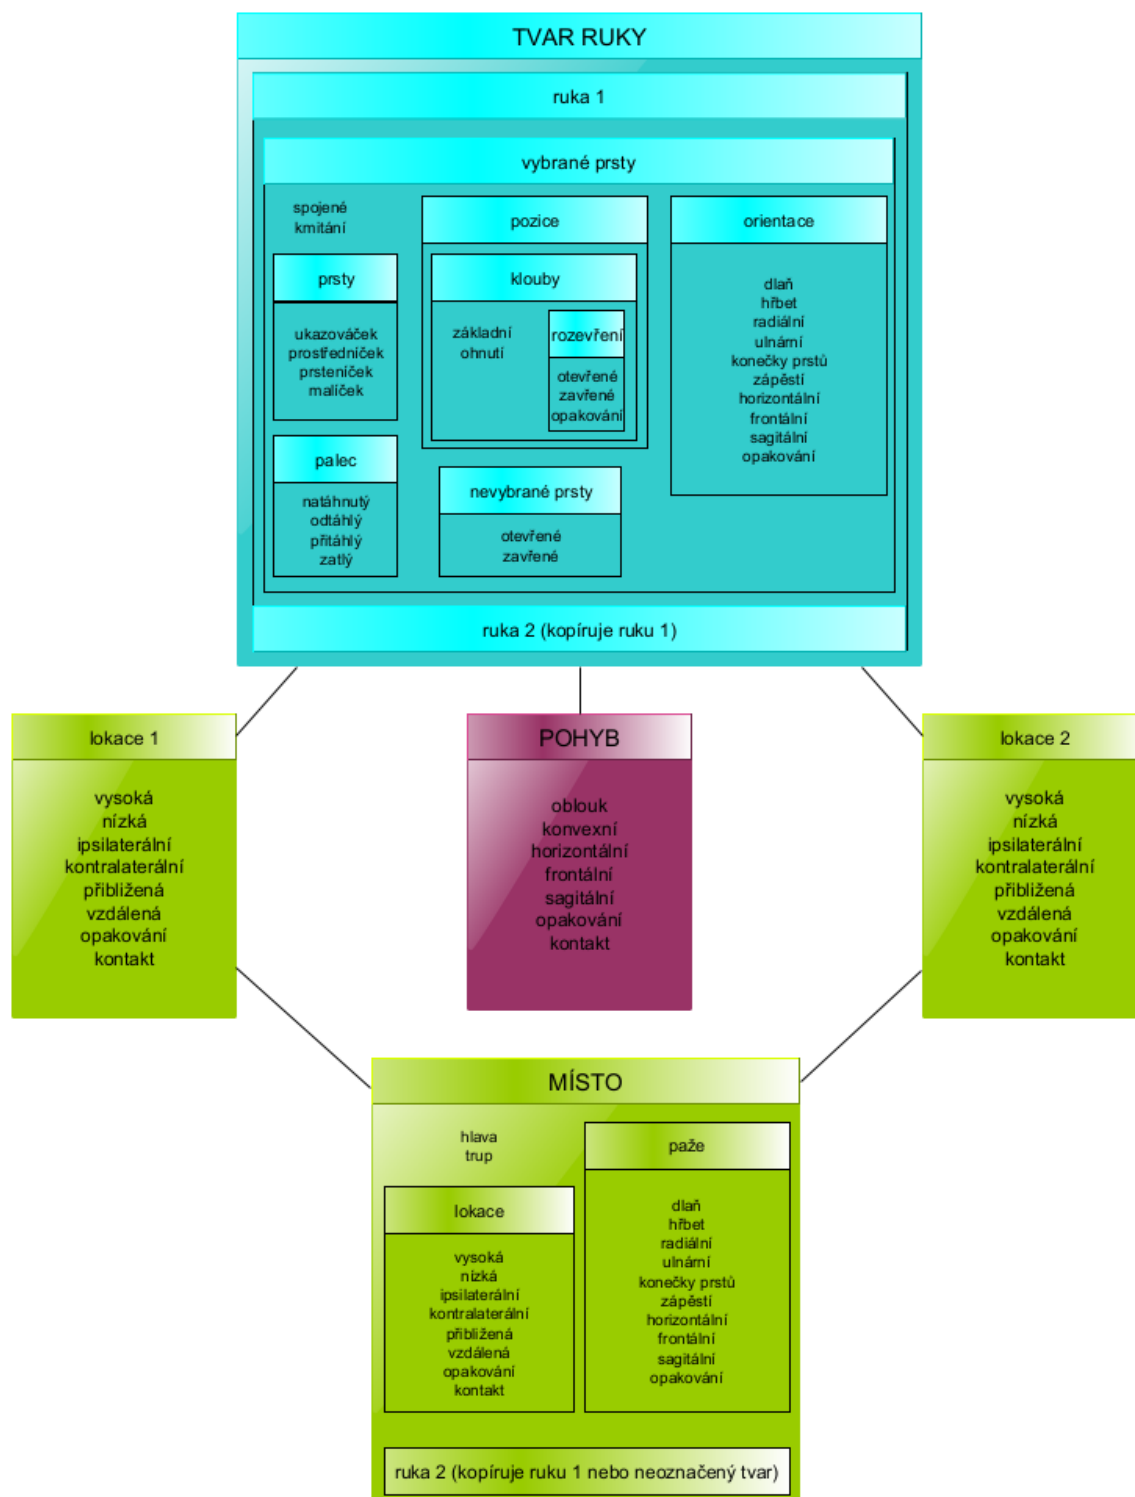 TVAR RUKY
ruka 1
vybrané prsty
spojené
kmitání
prsty
ukazováček
prostředníček
prsteníček
malíček
palec
natáhnutý
odtáhlý
přitáhlý
zatlý
pozice
klouby
základní
ohnutí
rozevření
otevřené
zavřené
opakování
nevybrané prsty
otevřené
zavřené
orientace
dlaň
hřbet
radiální
ulnární
konečky prstů
zápěstí
horizontální
frontální
sagitální
opakování
ruka 2 (kopíruje ruku 1)
lokace 1
vysoká
nízká
ipsilaterální
kontralaterální
přibližená
vzdálená
opakování
kontakt
POHYB
oblouk
konvexní
horizontální
frontální
sagitální
opakování
kontakt
lokace 2
vysoká
nízká
ipsilaterální
kontralaterální
přibližená
vzdálená
opakování
kontakt
MÍSTO
hlava
trup
lokace
vysoká
nízká
ipsilaterální
kontralaterální
přibližená
vzdálená
opakování
kontakt
paže
dlaň
hřbet
radiální
ulnární
konečky prstů
zápěstí
horizontální
frontální
sagitální
opakování
ruka 2 (kopíruje ruku 1 nebo neoznačený tvar)